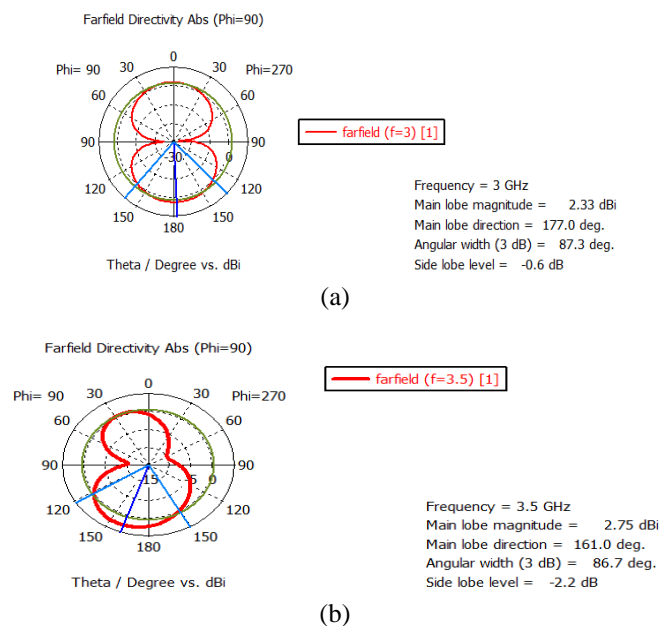 Farfield Directivity Abs (Phi=90)
0
Phi= 90 30 30 Phi=270
60 60
90 -30 0 90
120 120
150 150
180
Theta / Degree vs. dBi
farfield (f=3) [1]
Frequency = 3 GHz
Main lobe magnitude = 2.33 dBi
Main lobe direction = 177.0 deg.
Angular width (3 dB) = 87.3 deg.
Side lobe level = -0.6 dB
(a)
Farfield Directivity Abs (Phi=90)
0
Phi= 90 30 30 Phi=270
60 60
90 -15 -5 0 90
120 120
150 150
180
Theta / Degree vs. dBi
farfield (f=3.5) [1]
Frequency = 3.5 GHz
Main lobe magnitude = 2.75 dBi
Main lobe direction = 161.0 deg.
Angular width (3 dB) = 86.7 deg.
Side lobe level = -2.2 dB
(b)